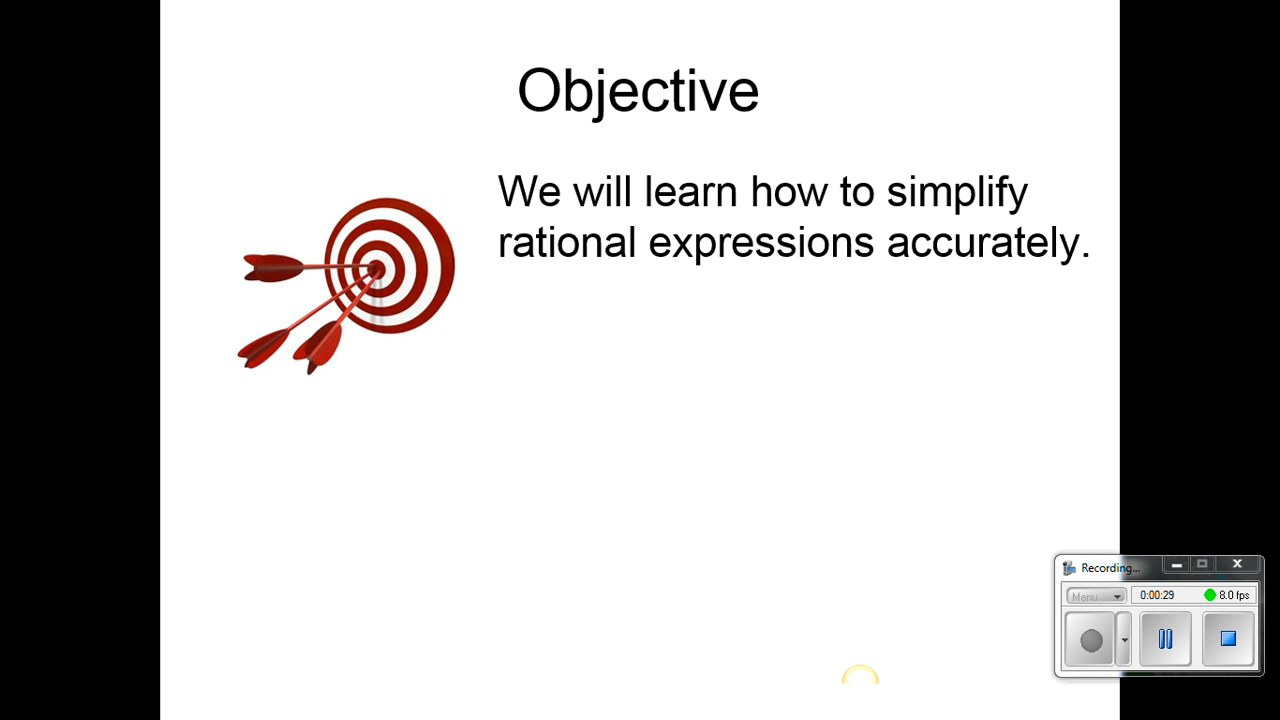 Objective
We will learn how to simplify
rational expressions accurately.
Recording...
Menu
0:00:29
8.0 fps